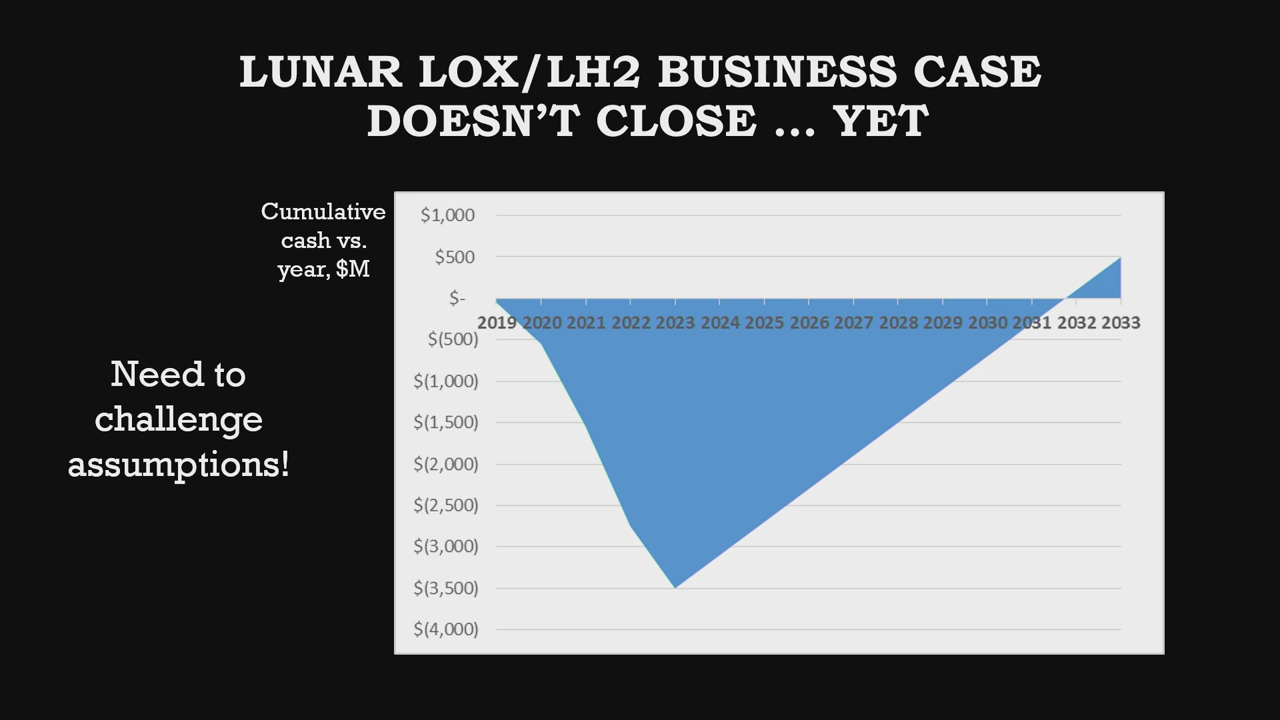 LUNAR LOX/LH2 BUSINESS CASE
DOESN'T CLOSE … YET
Cumulative
cash vs.
year, $M
Need to
challenge
assumptions!
$1,000
$500
$-
2019 2020 2021 2022 2023 2024 2025 2026 2027 2028 2029 2030 2031 2032 2033
$(500)
$(1,000)
$(1,500)
$(2,000)
$(2,500)
$(3,000)
$(3,500)
$(4,000)